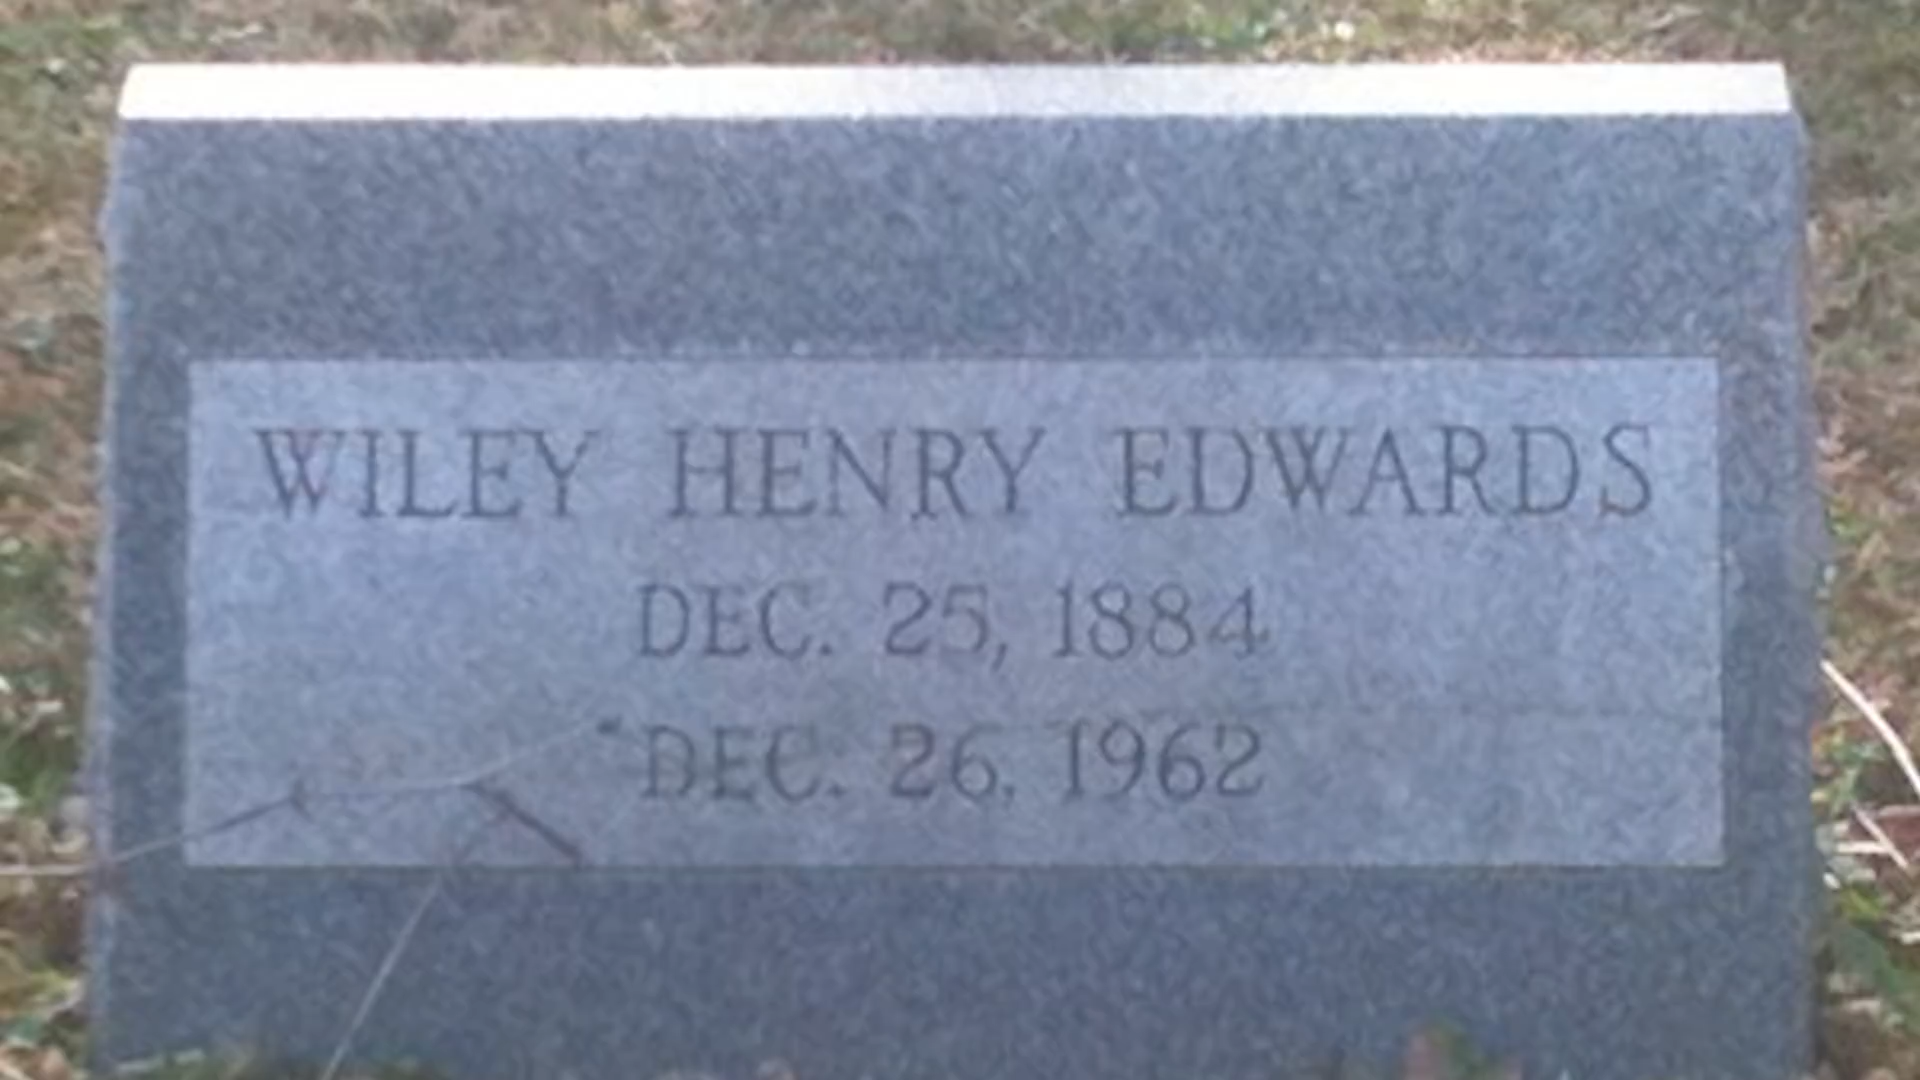 WILEY HENRY EDWARDS
DEC. 25, 1884
DEC. 26, 1962